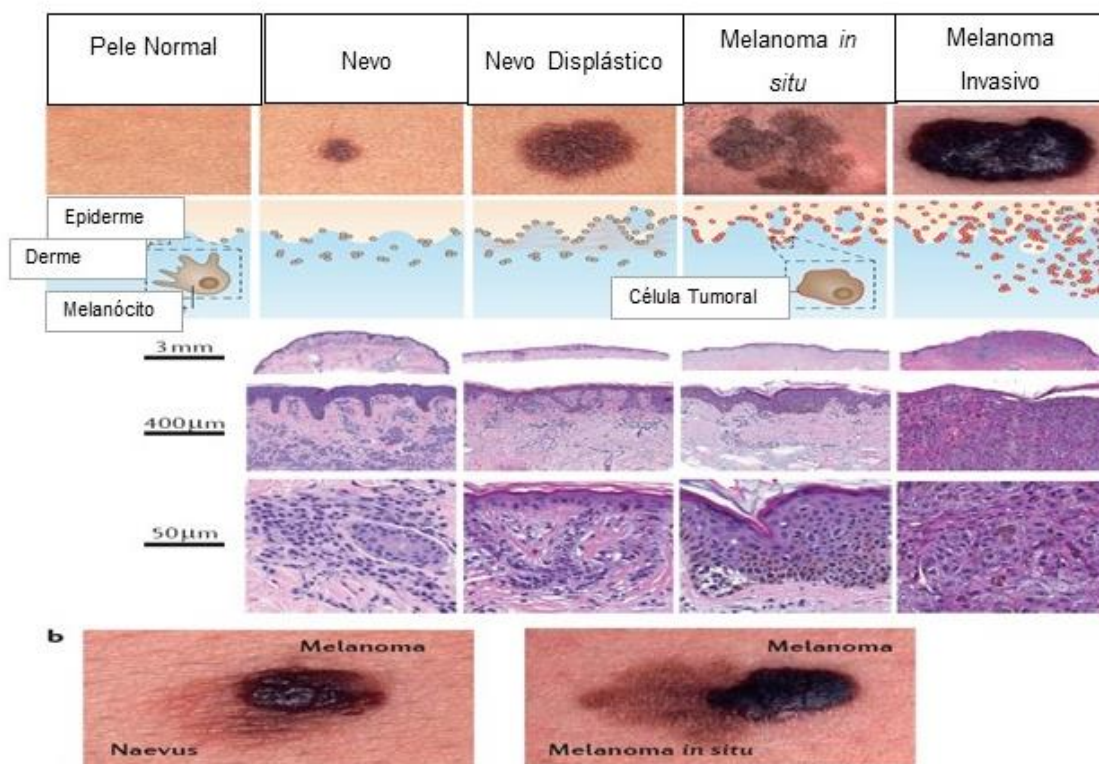 Pele Normal
Nevo
Nevo Displástico
Melanoma in
situ
Melanoma
Invasivo
Epiderme
Derme
Melanócito
Célula Tumoral
3 mm
400μm
50μm
b
Melanoma
Naevus
Melanoma
Melanoma in situ